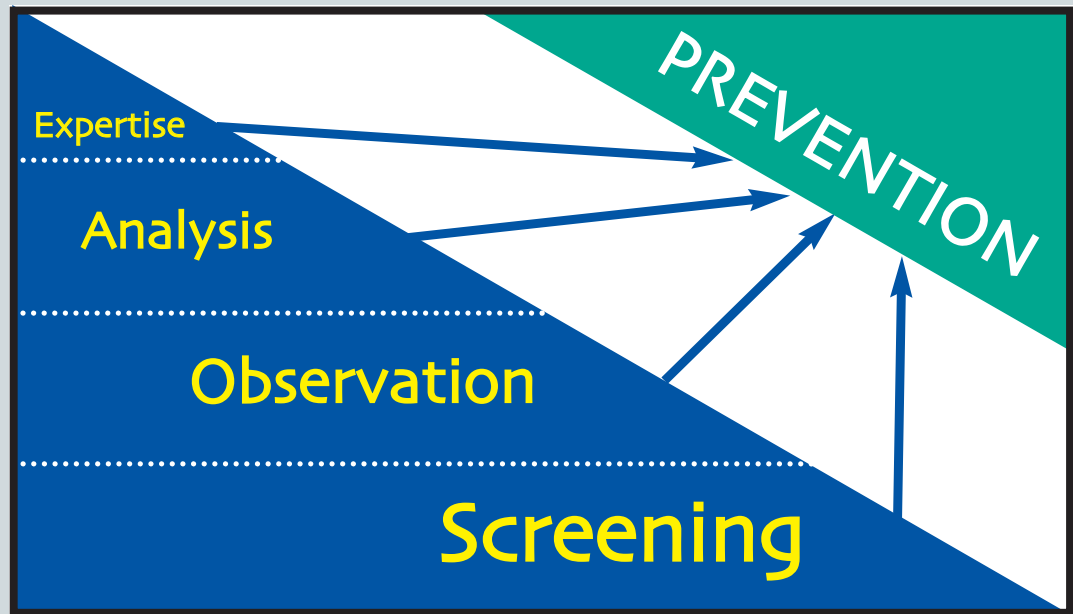 PREVENTION
Expertise
Analysis
Observation
Screening